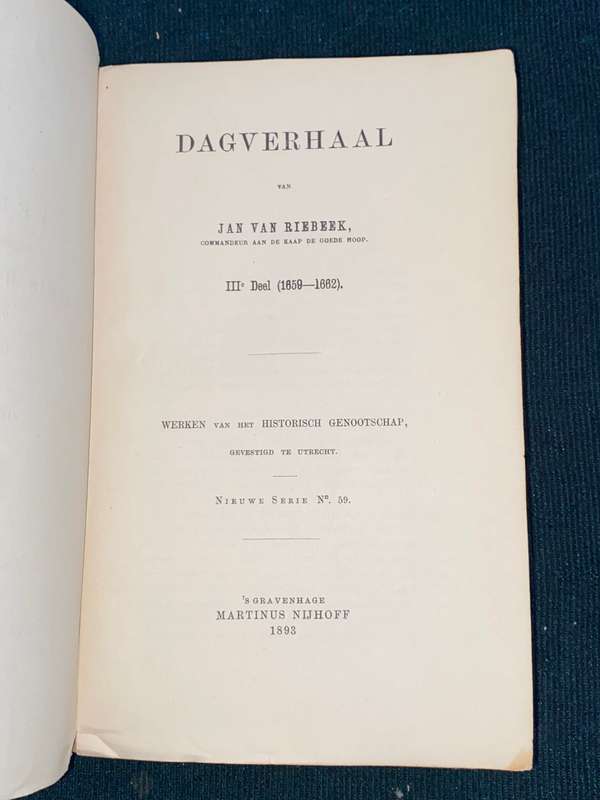 DAGVERHAAL
VAN
JAN VAN RIEBEEK,
COMMANDEUR AAN DE KAAP DE GOEDE HOOP.
IIIe Deel (1659—1662).
WERKEN VAN HET HISTORISCH GENOOTSCHAP,
GEVESTIGD TE UTRECHT.
NIEUWE SERIE No. 59.
'S GRAVENHAGE
MARTINUS NIJHOFF
1893